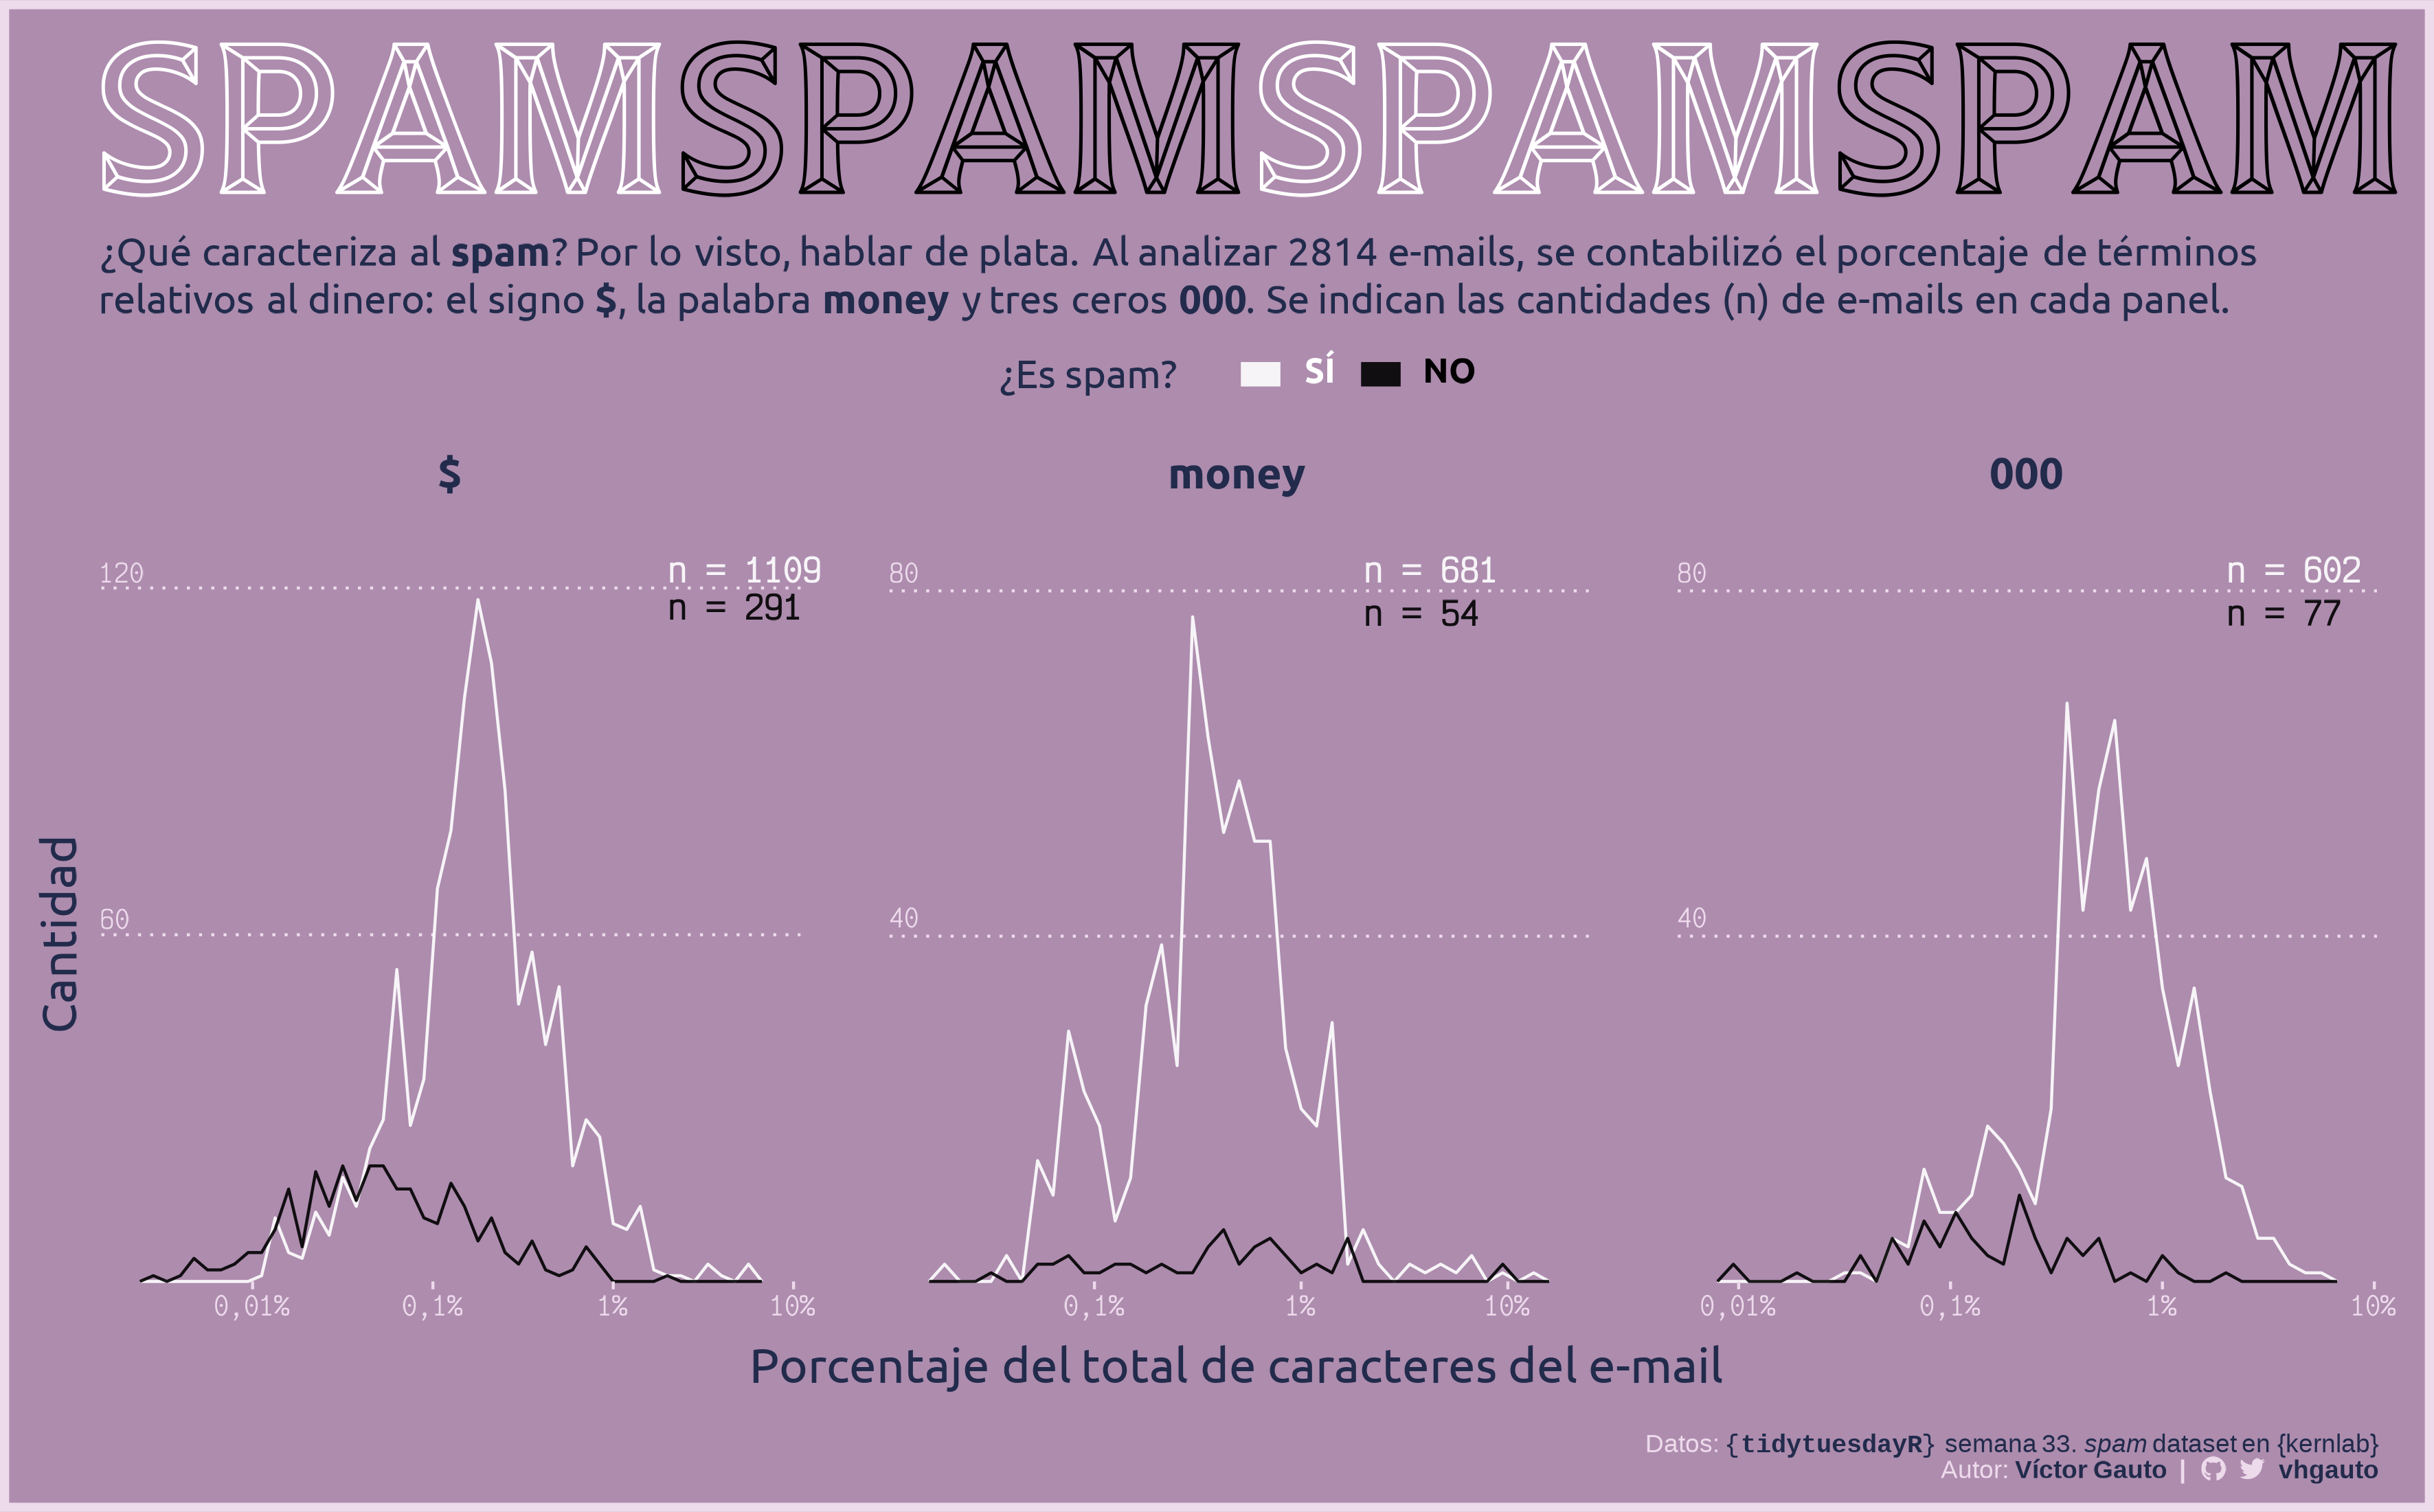 SPAMSPAMSPAMSPAM
¿Qué caracteriza al spam? Por lo visto, hablar de plata. Al analizar 2814 e-mails, se contabilizó el porcentaje de términos
relativos al dinero: el signo $, la palabra money y tres ceros 000. Se indican las cantidades (n) de e-mails en cada panel.
¿Es spam? SÍ NO
$ money 000
120 n = 1109 80 n = 681 80 n = 602
n = 291 n = 54 n = 77
60 40 40
Cantidad
0,01% 0,1% 1% 10% 0,1% 1% 10% 0,01% 0,1% 1% 10%
Porcentaje del total de caracteres del e-mail
Datos: {tidytuesdayR} semana 33. spam dataset en {kernlab}
Autor: Víctor Gauto | vhgauto